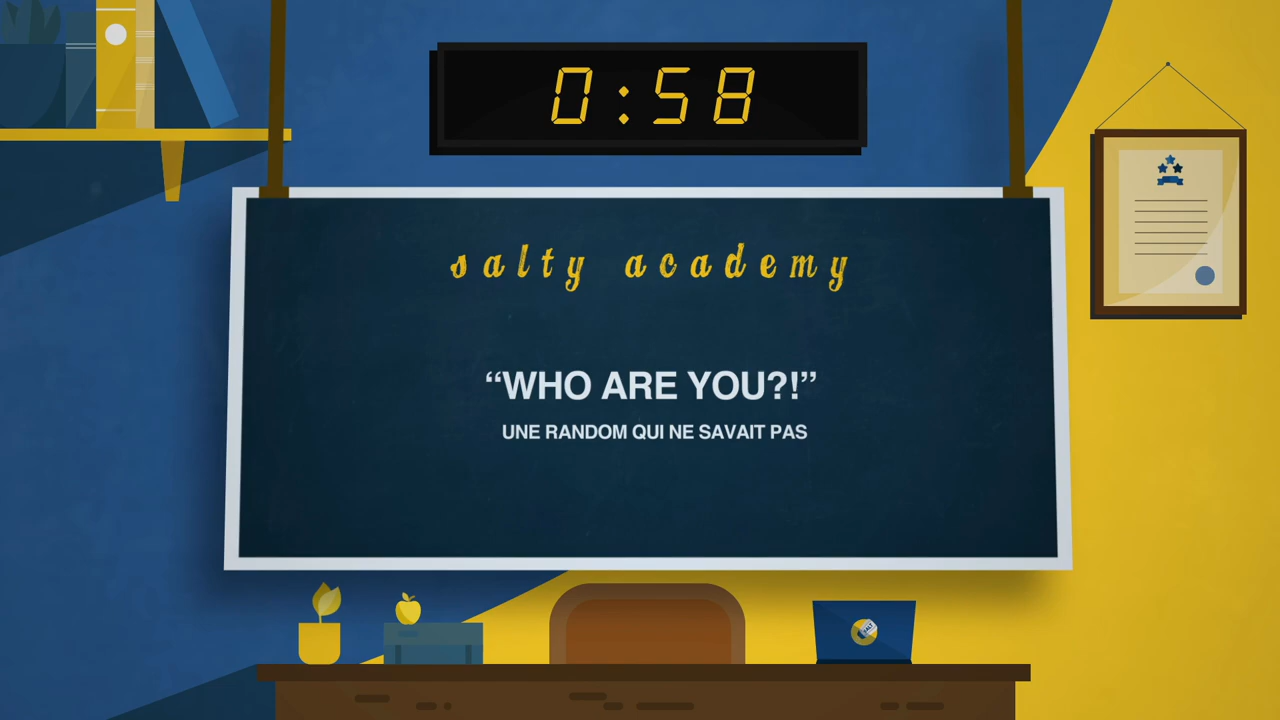 0:58
salty academy
“WHO ARE YOU?!”
UNE RANDOM QUI NE SAVAIT PAS